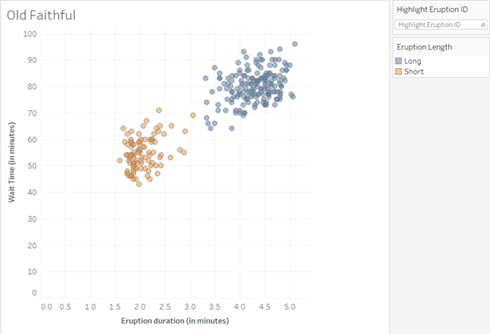 Old Faithful
100
90
80
70
60
50
40
30
20
10
0
Wait Time (in minutes)
0.0 0.5 1.0 1.5 2.0 2.5 3.0 3.5 4.0 4.5 5.0
Eruption duration (in minutes)
Highlight Eruption ID
Highlight Eruption ID
Eruption Length
Long
Short